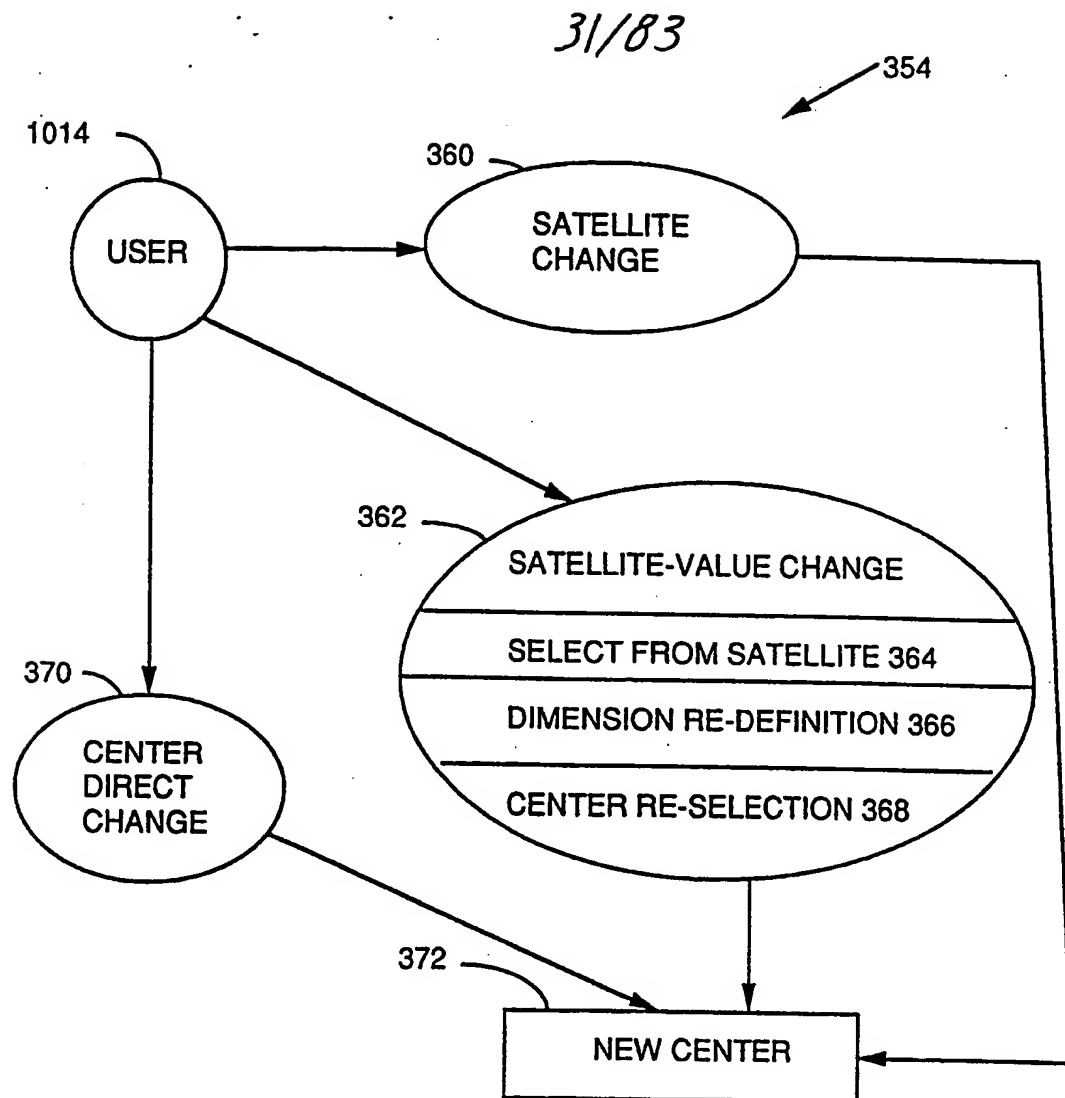 31/83
354
1014
360
USER
SATELLITE
CHANGE
362
SATELLITE-VALUE CHANGE
SELECT FROM SATELLITE 364
370
DIMENSION RE-DEFINITION 366
CENTER
DIRECT
CHANGE
CENTER RE-SELECTION 368
372
NEW CENTER